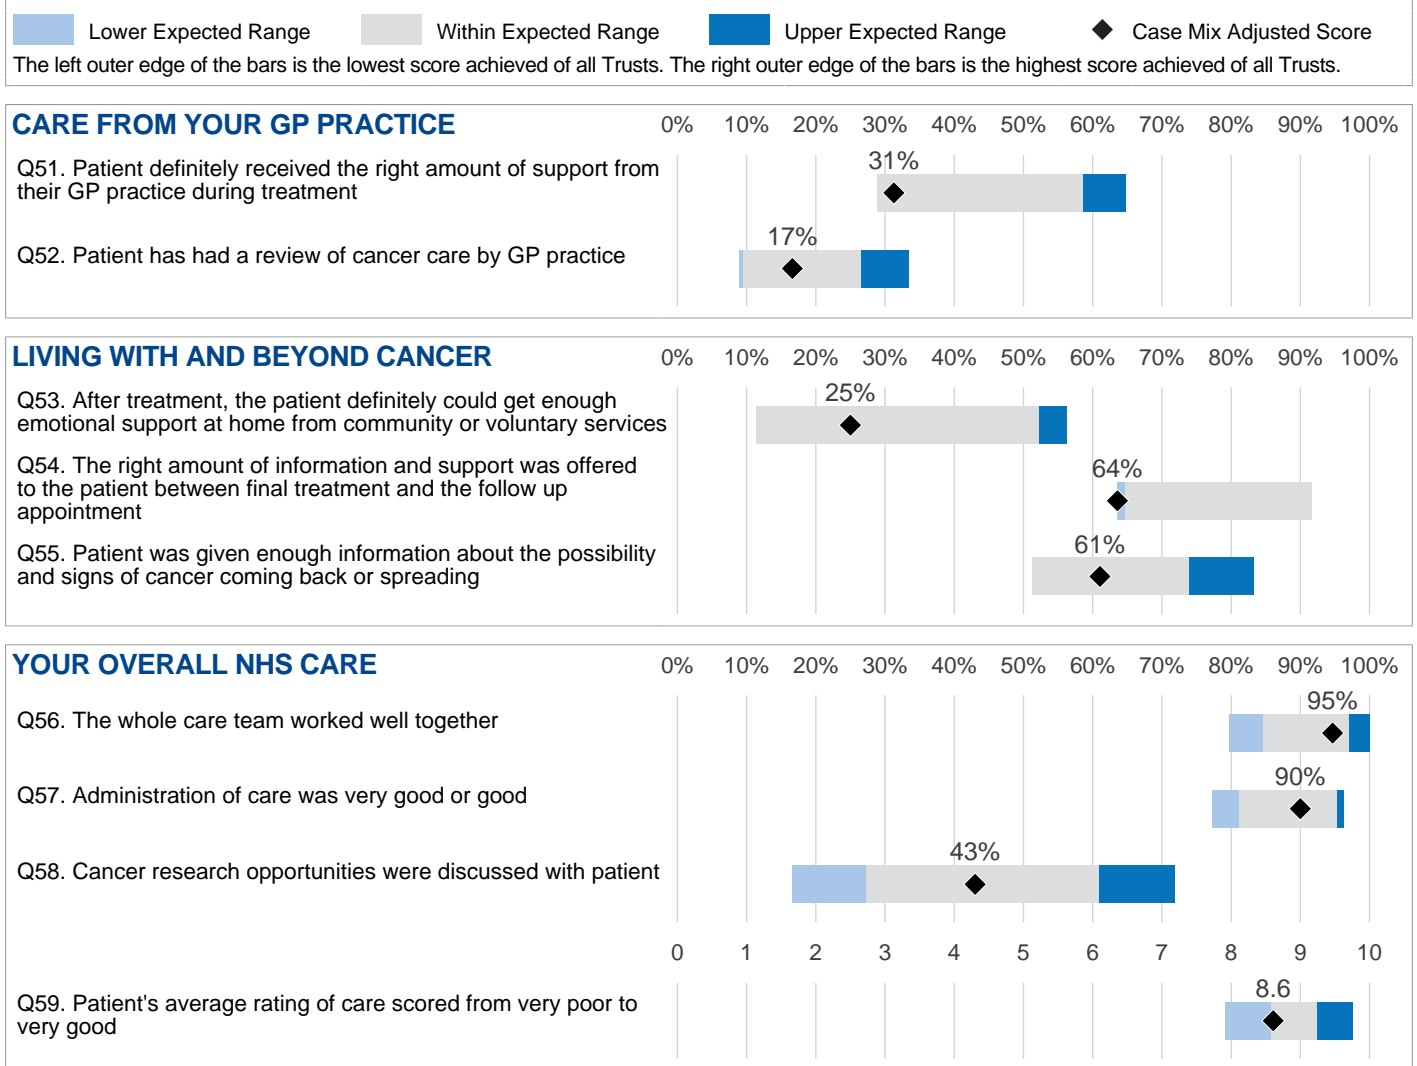 Lower Expected Range Within Expected Range Upper Expected Range Case Mix Adjusted Score
The left outer edge of the bars is the lowest score achieved of all Trusts. The right outer edge of the bars is the highest score achieved of all Trusts.
CARE FROM YOUR GP PRACTICE 0% 10% 20% 30% 40% 50% 60% 70% 80% 90% 100%
31%
Q51. Patient definitely received the right amount of support from
their GP practice during treatment
17%
Q52. Patient has had a review of cancer care by GP practice
LIVING WITH AND BEYOND CANCER 0% 10% 20% 30% 40% 50% 60% 70% 80% 90% 100%
25%
Q53. After treatment, the patient definitely could get enough
emotional support at home from community or voluntary services
64%
Q54. The right amount of information and support was offered
to the patient between final treatment and the follow up
appointment
61%
Q55. Patient was given enough information about the possibility
and signs of cancer coming back or spreading
YOUR OVERALL NHS CARE 0% 10% 20% 30% 40% 50% 60% 70% 80% 90% 100%
95%
Q56. The whole care team worked well together
90%
Q57. Administration of care was very good or good
43%
Q58. Cancer research opportunities were discussed with patient
0 1 2 3 4 5 6 7 8 9 10
8.6
Q59. Patient's average rating of care scored from very poor to
very good